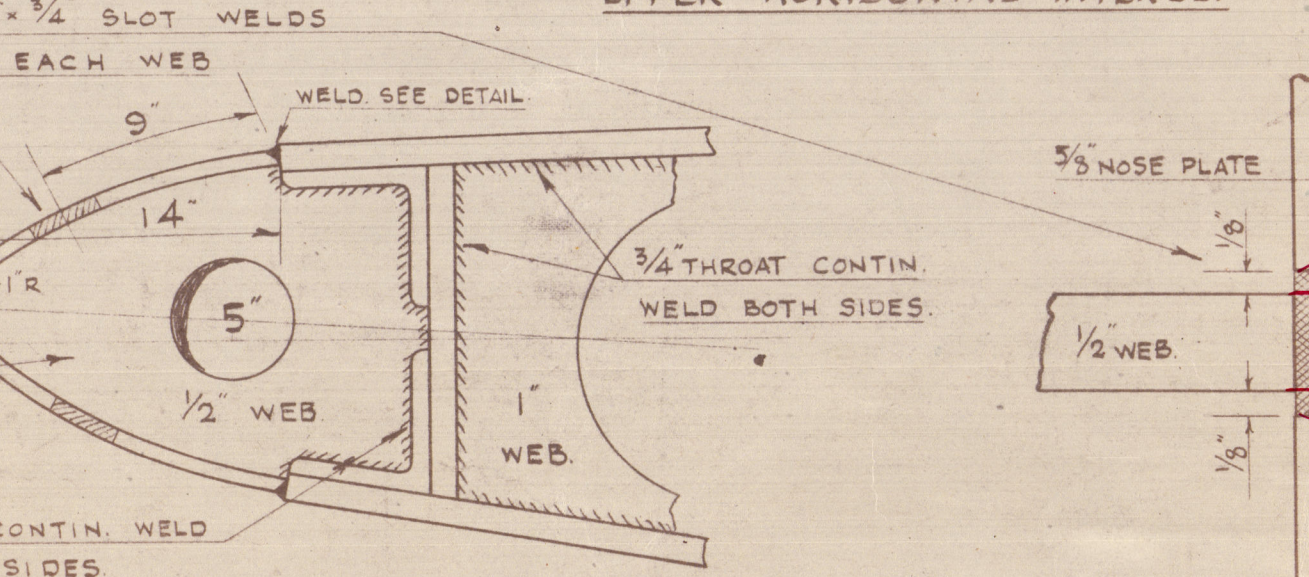 × 3/4 SLOT WELDS
EACH WEB
WELD. SEE DETAIL.
9"
14"
1"R
5"
1/2" WEB.
1"
WEB.
3/4" THROAT CONTIN.
WELD BOTH SIDES.
CONTIN. WELD
SIDES.
5/8" NOSE PLATE
1/8"
1/2" WEB.
1/8"